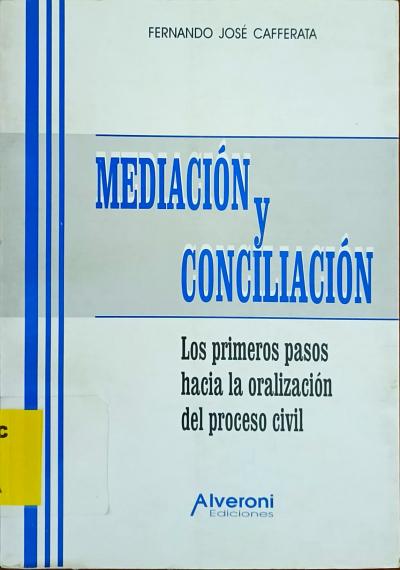 FERNANDO JOSÉ CAFFERATA
MEDIACIÓN
y
CONCILIACIÓN
Los primeros pasos
hacia la oralización
del proceso civil
C
Alveroni
Ediciones